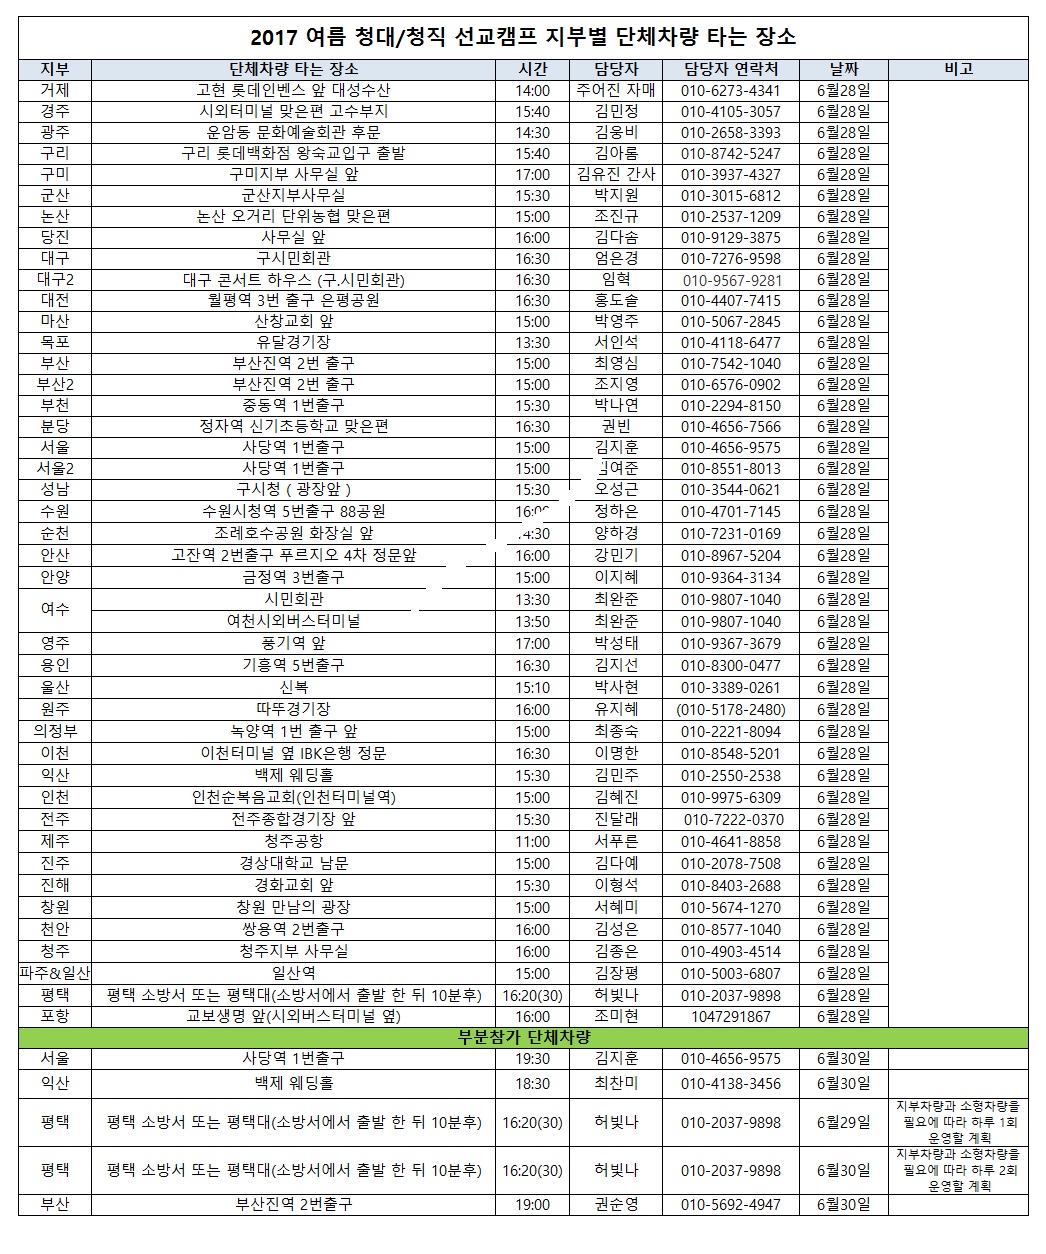 2017 여름 청대/청직 선교캠프 지부별 단체차량 타는 장소
지부 단체차량 타는 장소 시간 담당자 담당자 연락처 날짜 비고
거제 고현 롯데인벤스 앞 대성수산 14:00 주어진 자매 010-6273-4341 6월28일
경주 시외터미널 맞은편 고수부지 15:40 김민정 010-4105-3057 6월28일
광주 운암동 문화예술회관 후문 14:30 김웅비 010-2658-3393 6월28일
구리 구리 롯데백화점 왕숙교입구 출발 15:40 김아롬 010-8742-5247 6월28일
구미 구미지부 사무실 앞 17:00 김유진 간사 010-3937-4327 6월28일
군산 군산지부사무실 15:30 박지원 010-3015-6812 6월28일
논산 논산 오거리 단위농협 맞은편 15:00 조진규 010-2537-1209 6월28일
당진 사무실 앞 16:00 김다솜 010-9129-3875 6월28일
대구 구시민회관 16:30 엄은경 010-7276-9598 6월28일
대구2 대구 콘서트 하우스 (구.시민회관) 16:30 임혁 010-9567-9281 6월28일
대전 월평역 3번 출구 은평공원 16:30 홍도솔 010-4407-7415 6월28일
마산 산창교회 앞 15:00 박영주 010-5067-2845 6월28일
목포 유달경기장 13:30 서인석 010-4118-6477 6월28일
부산 부산진역 2번 출구 15:00 최영심 010-7542-1040 6월28일
부산2 부산진역 2번 출구 15:00 조지영 010-6576-0902 6월28일
부천 중동역 1번출구 15:30 박나연 010-2294-8150 6월28일
분당 정자역 신기초등학교 맞은편 16:30 권빈 010-4656-7566 6월28일
서울 사당역 1번출구 15:00 김지훈 010-4656-9575 6월28일
서울2 사당역 1번출구 15:00 010-8551-8013 6월28일
성남 구시청 ( 광장앞 ) 15:30 오성근 010-3544-0621 6월28일
수원 수원시청역 5번출구 88공원 16:00 정하은 010-4701-7145 6월28일
순천 조례호수공원 화장실 앞 14:30 양하경 010-7231-0169 6월28일
안산 고잔역 2번출구 푸르지오 4차 정문앞 16:00 강민기 010-8967-5204 6월28일
안양 금정역 3번출구 15:00 이지혜 010-9364-3134 6월28일
여수 시민회관 13:30 최완준 010-9807-1040 6월28일
여천시외버스터미널 13:50 최완준 010-9807-1040 6월28일
영주 풍기역 앞 17:00 박성태 010-9367-3679 6월28일
용인 기흥역 5번출구 16:30 김지선 010-8300-0477 6월28일
울산 신복 15:10 박사현 010-3389-0261 6월28일
원주 따뚜경기장 16:00 유지혜 (010-5178-2480) 6월28일
의정부 녹양역 1번 출구 앞 15:00 최종숙 010-2221-8094 6월28일
이천 이천터미널 옆 IBK은행 정문 16:30 이명한 010-8548-5201 6월28일
익산 백제 웨딩홀 15:30 김민주 010-2550-2538 6월28일
인천 인천순복음교회(인천터미널역) 15:00 김혜진 010-9975-6309 6월28일
전주 전주종합경기장 앞 15:30 진달래 010-7222-0370 6월28일
제주 청주공항 11:00 서푸른 010-4641-8858 6월28일
진주 경상대학교 남문 15:00 김다예 010-2078-7508 6월28일
진해 경화교회 앞 15:30 이형석 010-8403-2688 6월28일
창원 창원 만남의 광장 15:00 서혜미 010-5674-1270 6월28일
천안 쌍용역 2번출구 16:00 김성은 010-8577-1040 6월28일
청주 청주지부 사무실 16:00 김종은 010-4903-4514 6월28일
파주&일산 일산역 15:00 김장평 010-5003-6807 6월28일
평택 평택 소방서 또는 평택대(소방서에서 출발 한 뒤 10분후) 16:20(30) 허빛나 010-2037-9898 6월28일
포항 교보생명 앞(시외버스터미널 옆) 16:00 조미현 1047291867 6월28일
부분참가 단체차량
서울 사당역 1번출구 19:30 김지훈 010-4656-9575 6월30일
익산 백제 웨딩홀 18:30 최찬미 010-4138-3456 6월30일
평택 평택 소방서 또는 평택대(소방서에서 출발 한 뒤 10분후) 16:20(30) 허빛나 010-2037-9898 6월29일 지부차량과 소형차량을
필요에 따라 하루 1회
운영할 계획
평택 평택 소방서 또는 평택대(소방서에서 출발 한 뒤 10분후) 16:20(30) 허빛나 010-2037-9898 6월30일 지부차량과 소형차량을
필요에 따라 하루 2회
운영할 계획
부산 부산진역 2번출구 19:00 권순영 010-5692-4947 6월30일